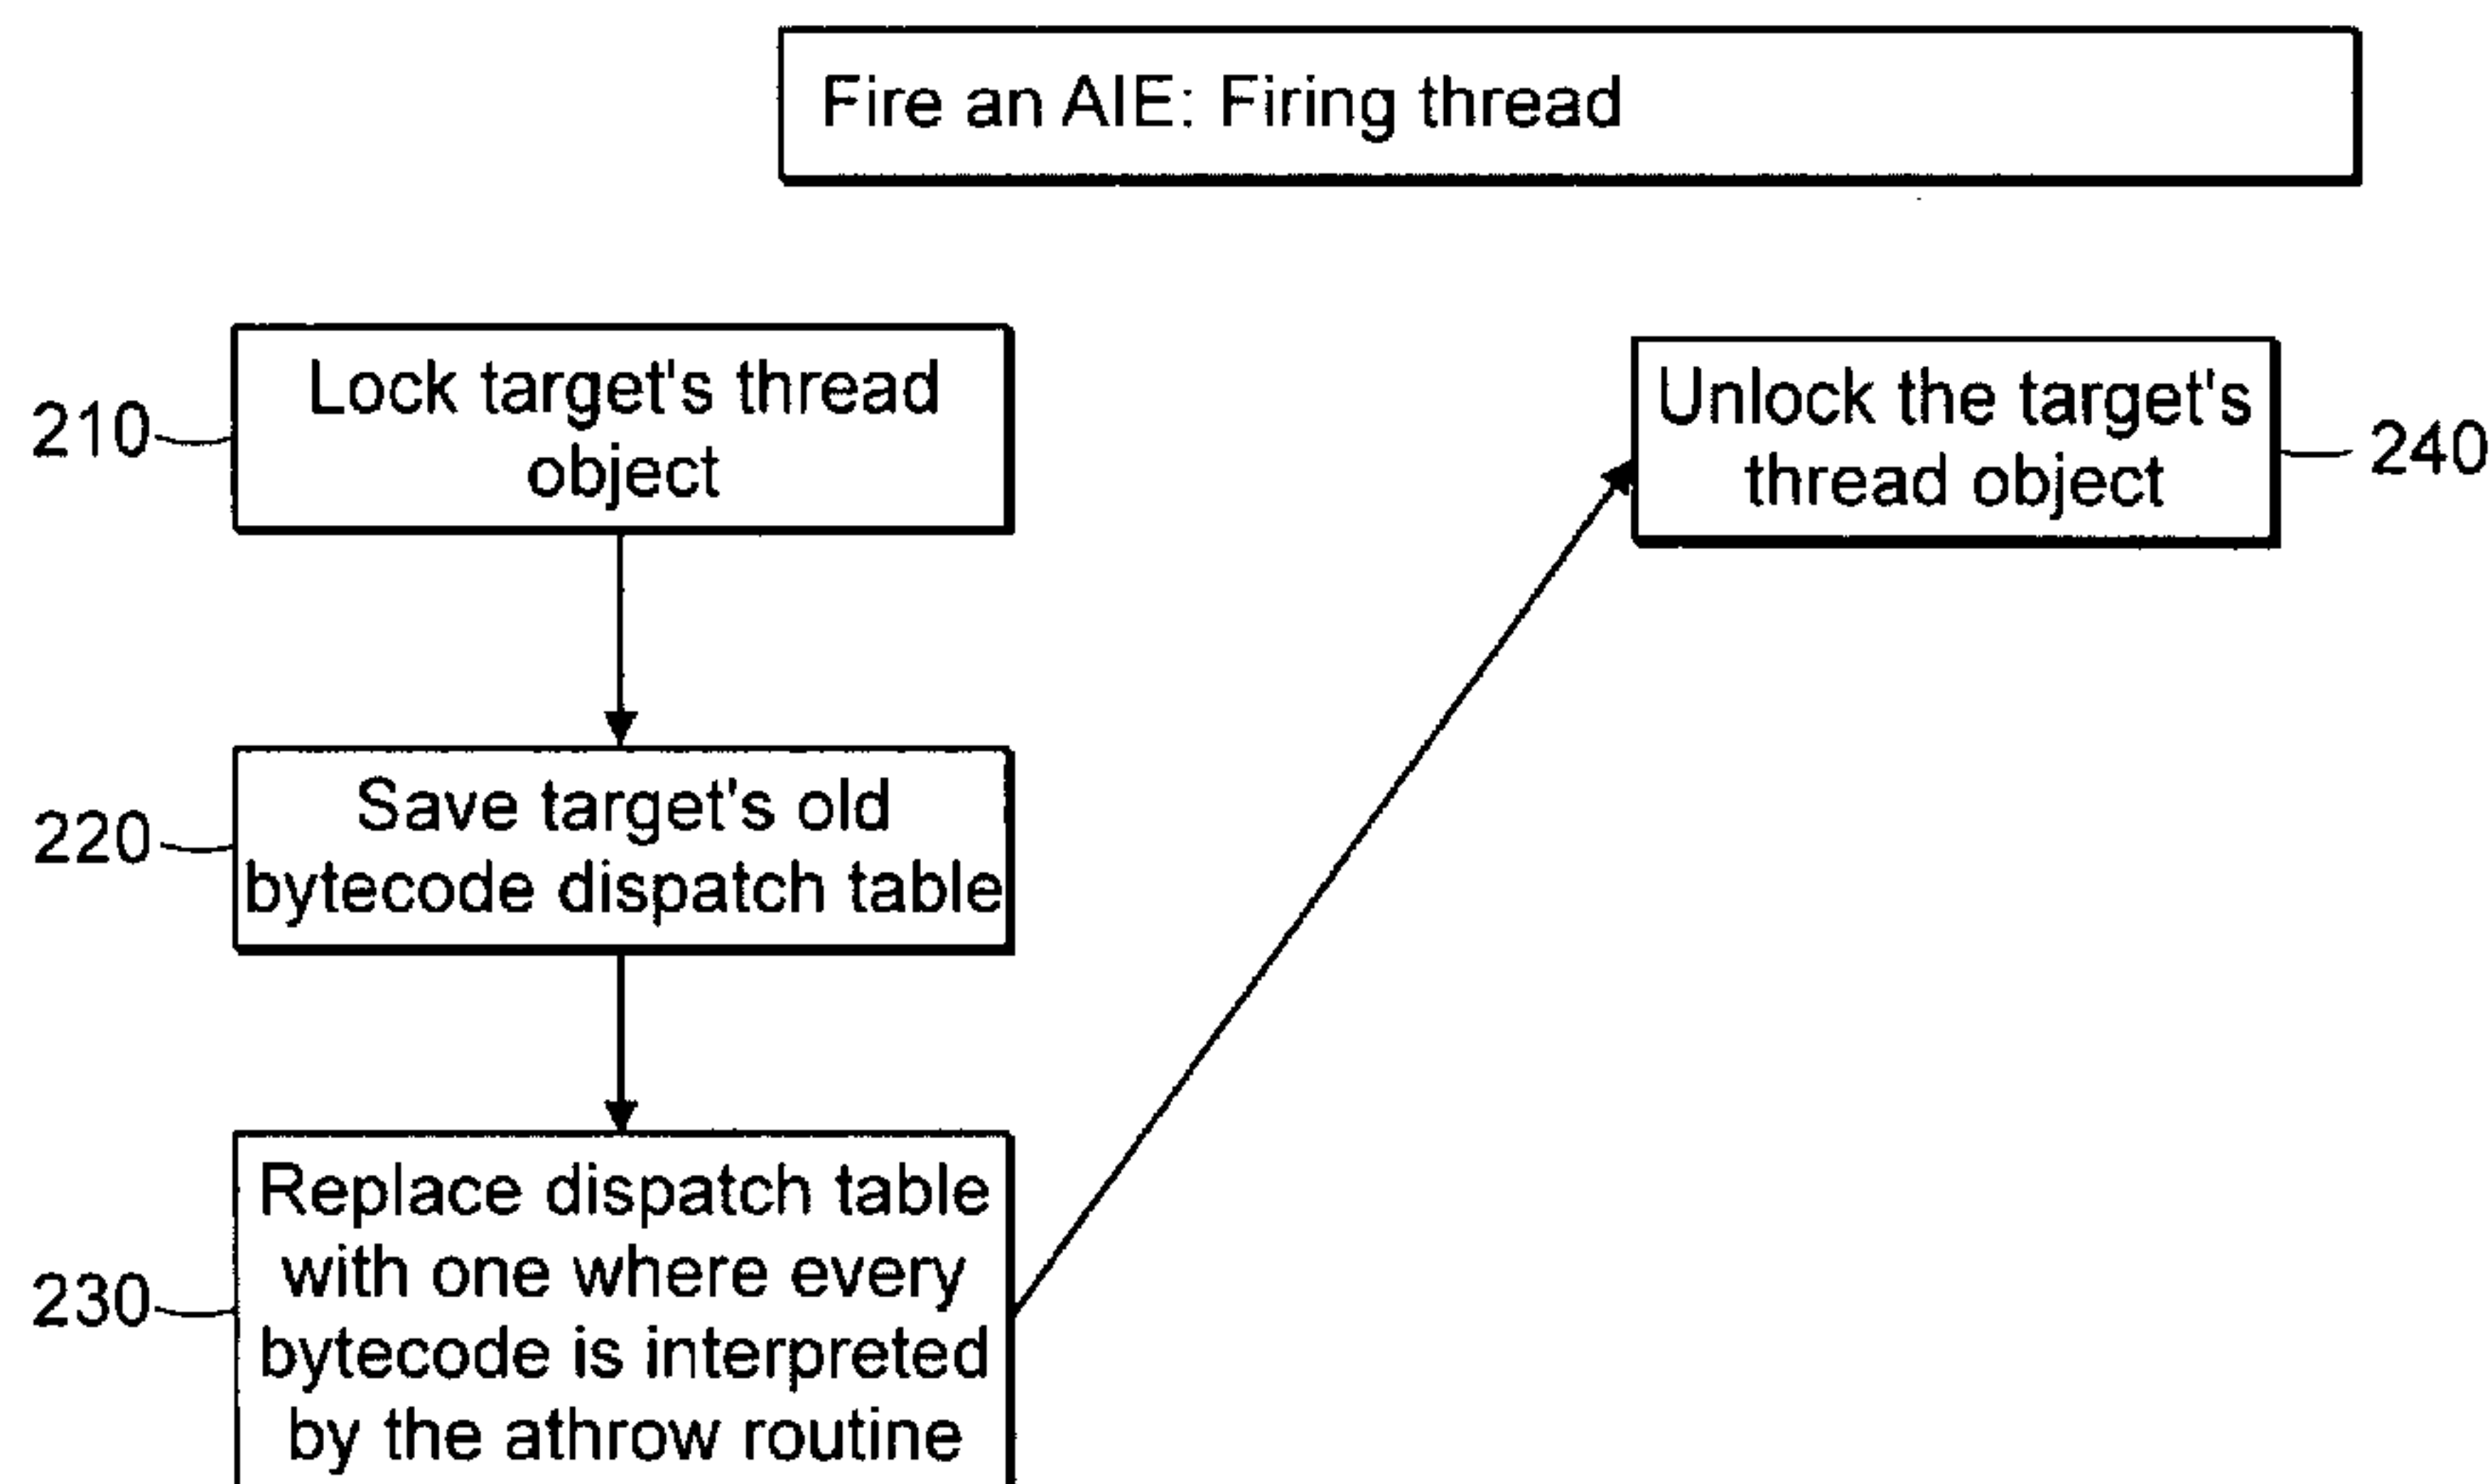 Fire an AIE: Firing thread
210
Lock target's thread
object
220
Save target's old
bytecode dispatch table
230
Replace dispatch table
with one where every
bytecode is interpreted
by the athrow routine
Unlock the target's
thread object
240